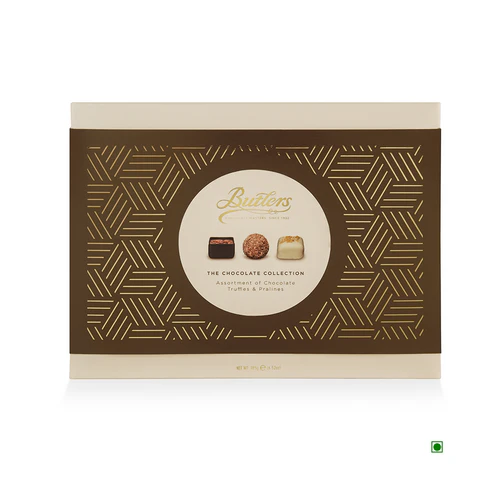 Butlers
THE CHOCOLATE COLLECTION
Assortment of Chocolate
Truffles & Pralines